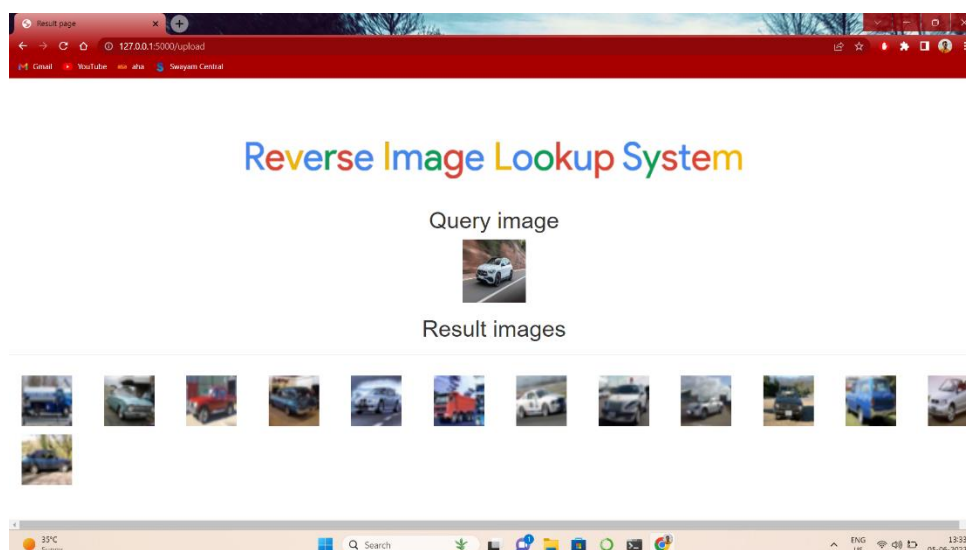 Result page
127.0.0.1:5000/upload
Gmail YouTube aha Swayam Central
Reverse Image Lookup System
Query image
Result images
35°C
Sunny
Search
ENG
13:33